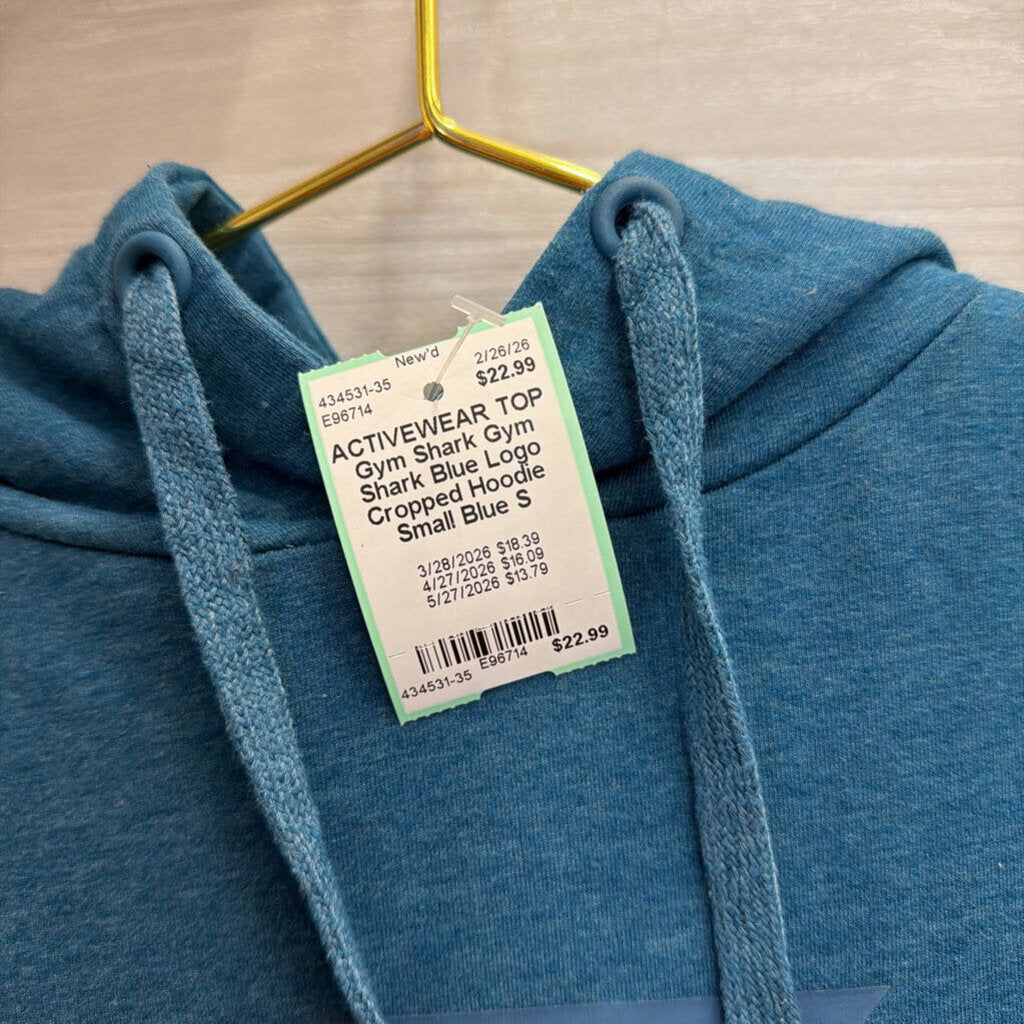 New'd
434531-35 2/26/26
E96714 $22.99
ACTIVEWEAR TOP
Gym Shark Gym
Shark Blue Logo
Cropped Hoodie
Small Blue S
3/28/2026 $18.39
4/27/2026 $16.09
5/27/2026 $13.79
434531-35 E96714 $22.99